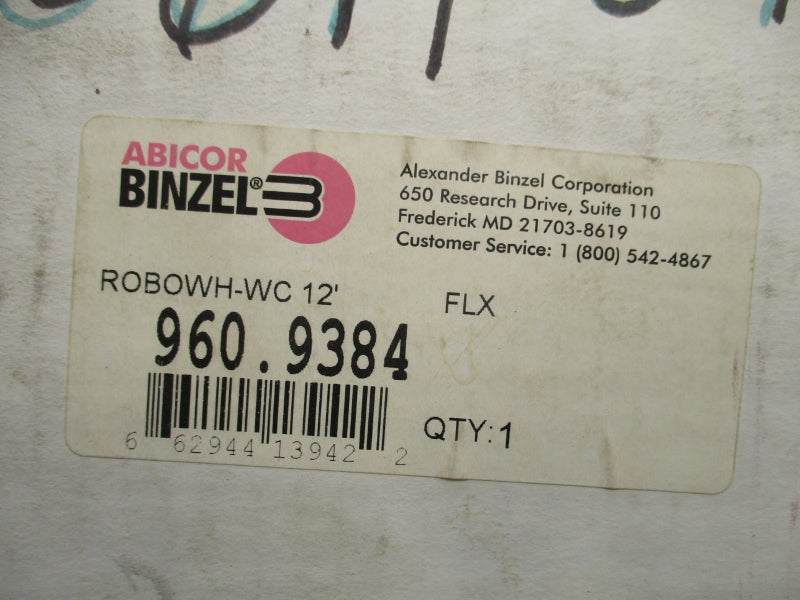 ABICOR
BINZEL®
Alexander Binzel Corporation
650 Research Drive, Suite 110
Frederick MD 21703-8619
Customer Service: 1 (800) 542-4867
ROBOWH-WC 12' FLX
960.9384
QTY:1
6 62944 13942 2